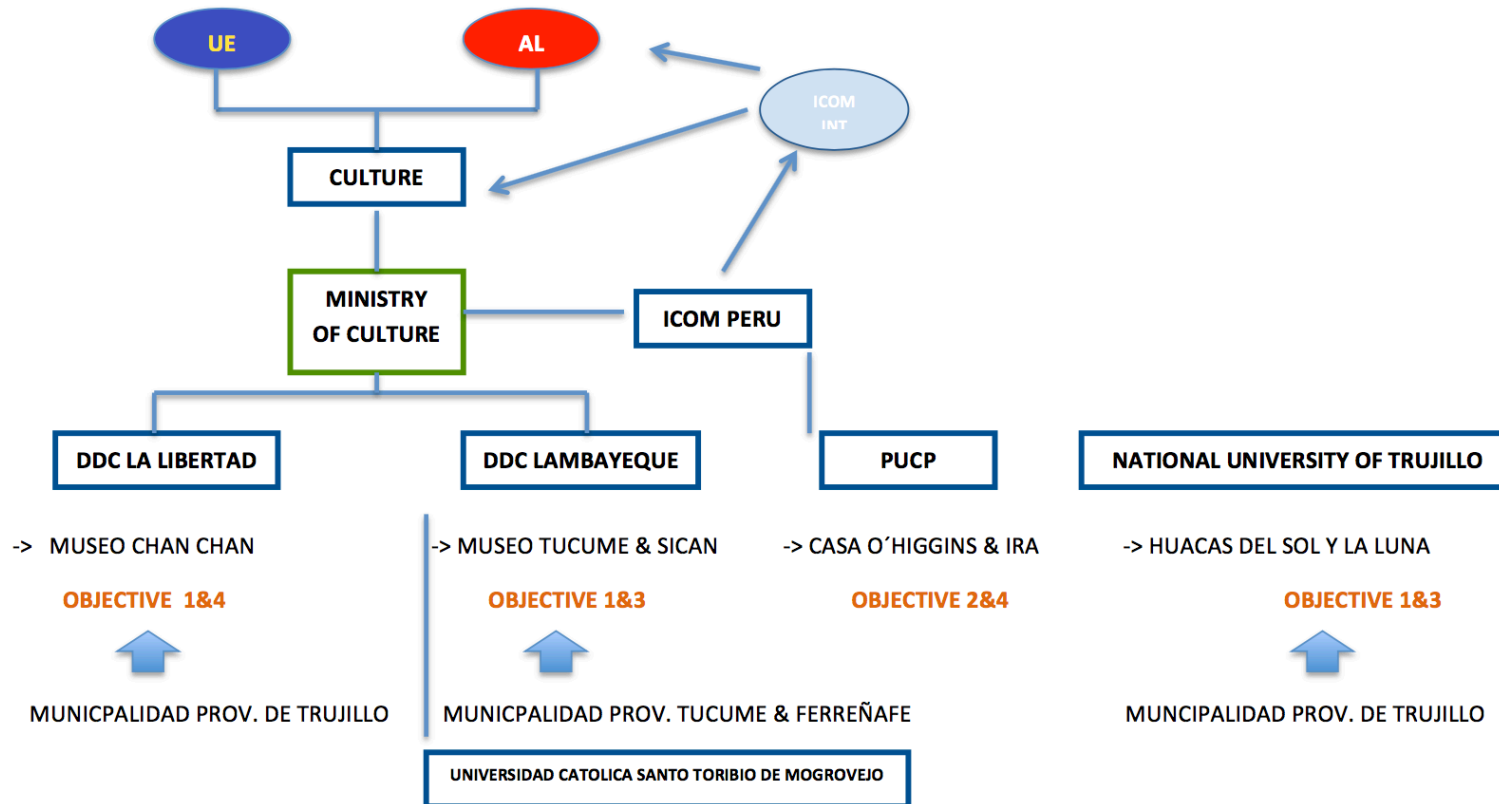 UE
AL
ICOM
INT
CULTURE
MINISTRY
OF CULTURE
ICOM PERU
DDC LA LIBERTAD
DDC LAMBAYEQUE
PUCP
NATIONAL UNIVERSITY OF TRUJILLO
-> MUSEO CHAN CHAN
-> MUSEO TUCUME & SICAN
-> CASA O´HIGGINS & IRA
-> HUACAS DEL SOL Y LA LUNA
OBJECTIVE 1&4
OBJECTIVE 1&3
OBJECTIVE 2&4
OBJECTIVE 1&3
MUNICPALIDAD PROV. DE TRUJILLO
MUNICPALIDAD PROV. TUCUME & FERREÑAFE
MUNCIPALIDAD PROV. DE TRUJILLO
UNIVERSIDAD CATOLICA SANTO TORIBIO DE MOGROVEJO